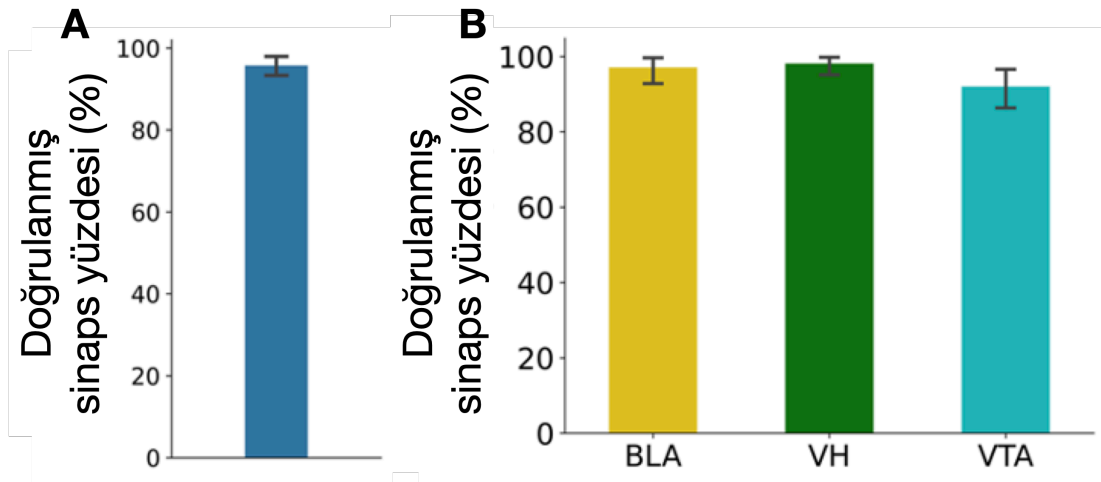 A
Doğrulanmış
sinaps yüzdesi (%)
100
80
60
40
20
0
B
Doğrulanmış
sinaps yüzdesi (%)
100
80
60
40
20
0
BLA
VH
VTA